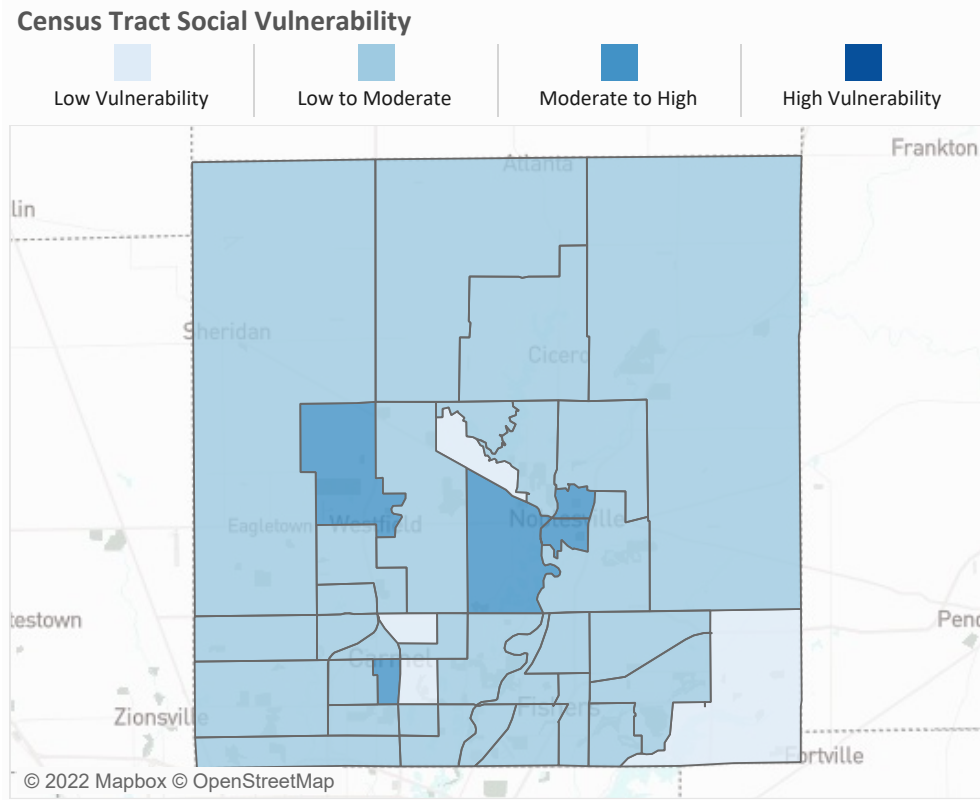 Census Tract Social Vulnerability
Low Vulnerability
Low to Moderate
Moderate to High
High Vulnerability
Atlanta
Frankton
lin
Sheridan
Cicero
Eagletown
Westfield
Noblesville
testown
Pend
Carmel
Zionsville
Fishers
Fortville
© 2022 Mapbox © OpenStreetMap